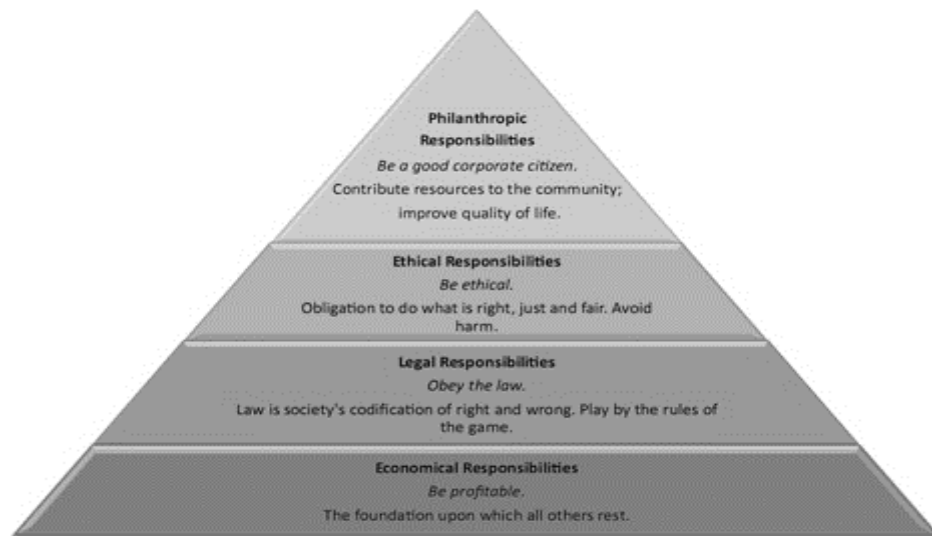 Philanthropic
Responsibilities
Be a good corporate citizen.
Contribute resources to the community;
improve quality of life.
Ethical Responsibilities
Be ethical.
Obligation to do what is right, just and fair. Avoid
harm.
Legal Responsibilities
Obey the law.
Law is society's codification of right and wrong. Play by the rules of
the game.
Economical Responsibilities
Be profitable.
The foundation upon which all others rest.